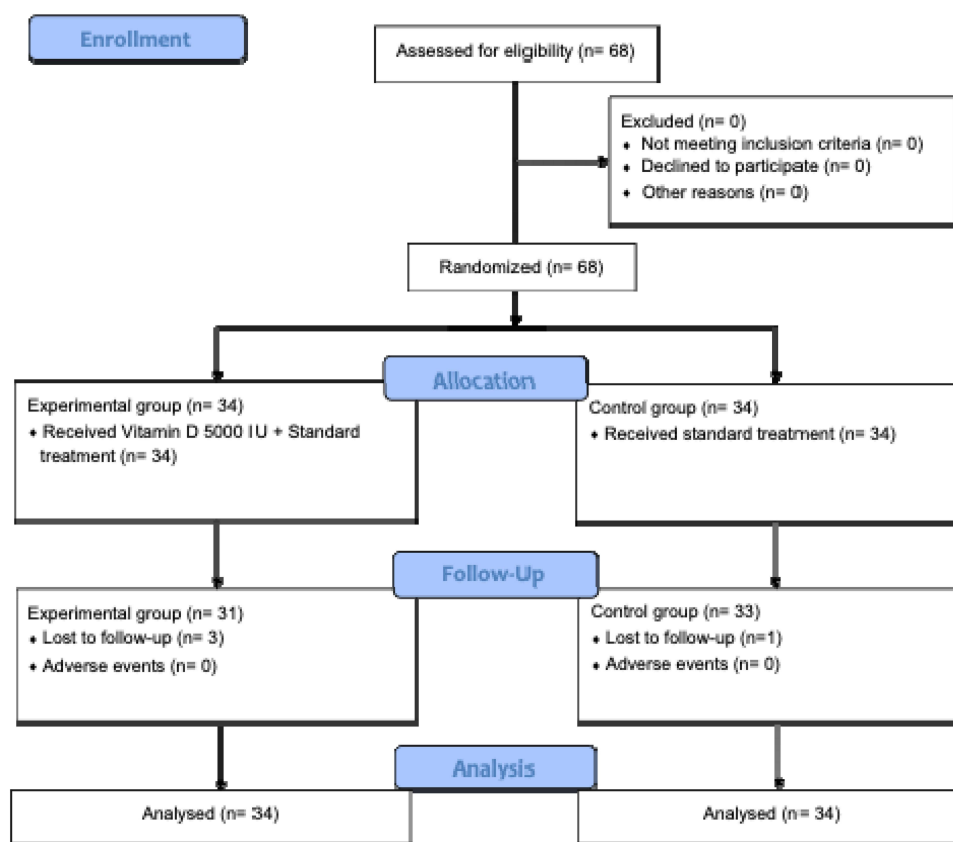 Enrollment
Assessed for eligibility (n= 68)
Excluded (n= 0)
♦ Not meeting inclusion criteria (n= 0)
♦ Declined to participate (n= 0)
♦ Other reasons (n= 0)
Randomized (n= 68)
Allocation
Experimental group (n= 34)
♦ Received Vitamin D 5000 IU + Standard
treatment (n= 34)
Control group (n= 34)
♦ Received standard treatment (n= 34)
Follow-Up
Experimental group (n= 31)
♦ Lost to follow-up (n= 3)
♦ Adverse events (n= 0)
Control group (n= 33)
♦ Lost to follow-up (n=1)
♦ Adverse events (n= 0)
Analysis
Analysed (n= 34)
Analysed (n= 34)